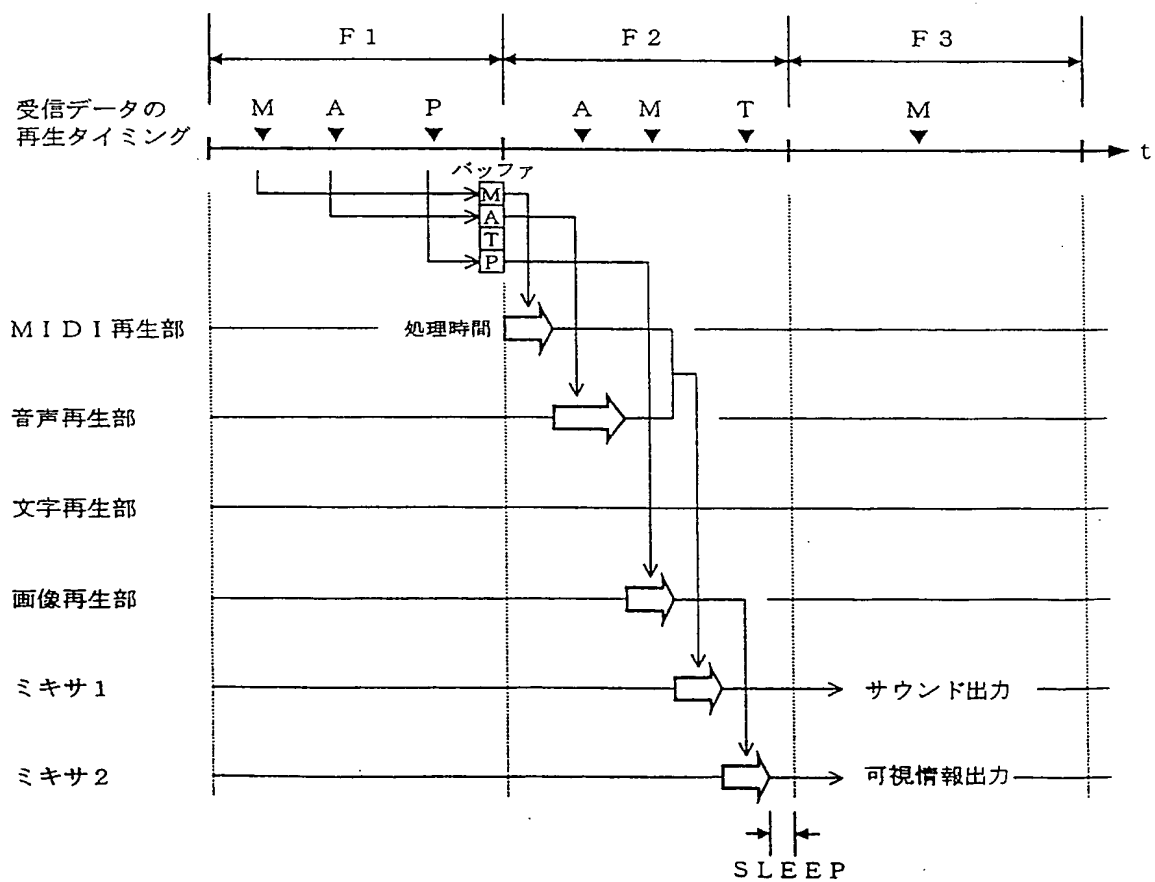 F1 F2 F3
受信データの
再生タイミング
M A P A M T M
t
バッファ
M
A
T
P
MIDI再生部
処理時間
音声再生部
文字再生部
画像再生部
ミキサ1
サウンド出力
ミキサ2
可視情報出力
SLEEP